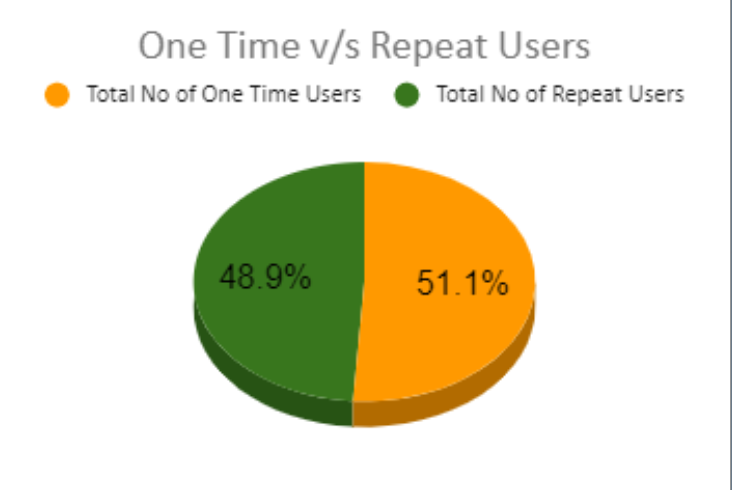 One Time v/s Repeat Users
Total No of One Time Users Total No of Repeat Users
48.9% 51.1%